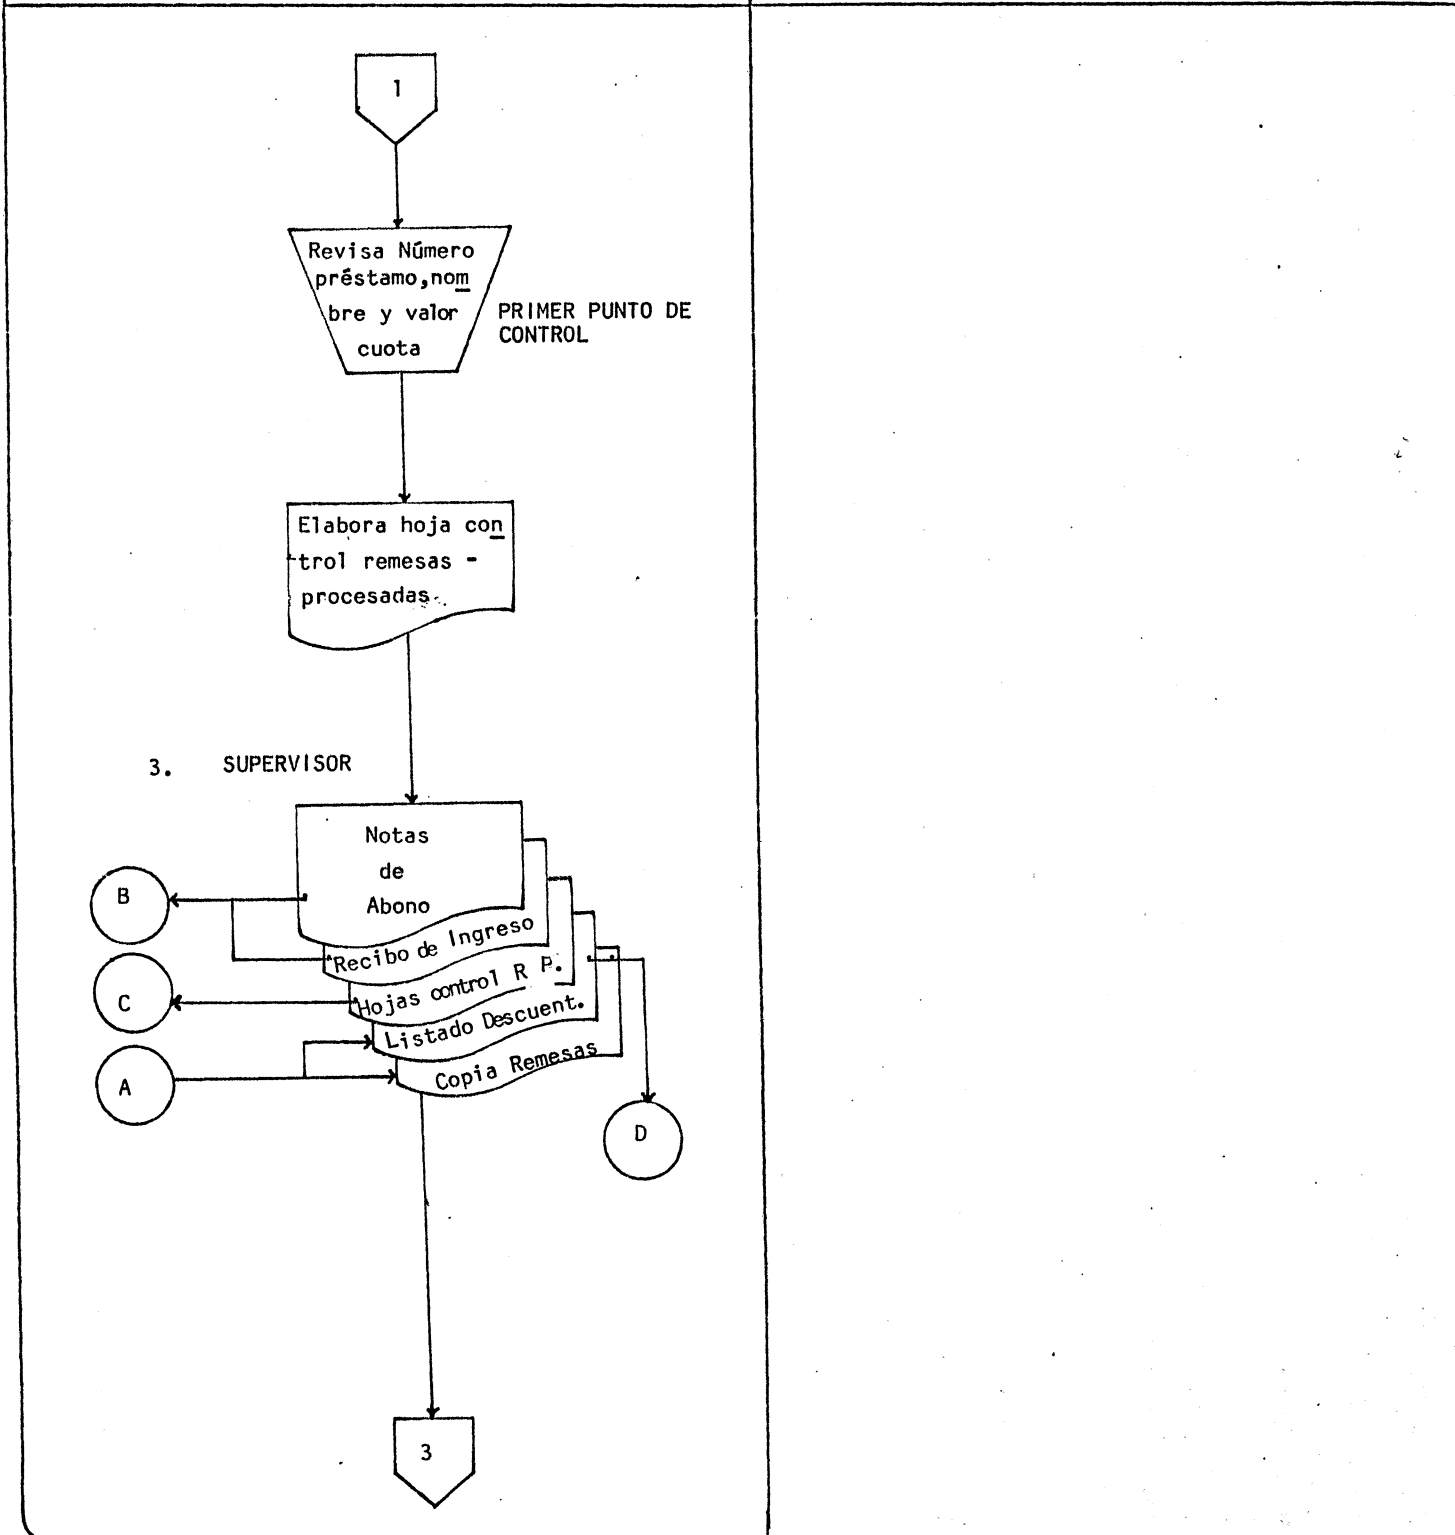 1
Revisa Número
préstamo,nom
bre y valor
cuota
PRIMER PUNTO DE
CONTROL
Elabora hoja con
trol remesas -
procesadas.
3. SUPERVISOR
Notas
de
Abono
B
Recibo de Ingreso
Hojas control R P.
C
Listado Descuent.
A
Copia Remesas
D
3